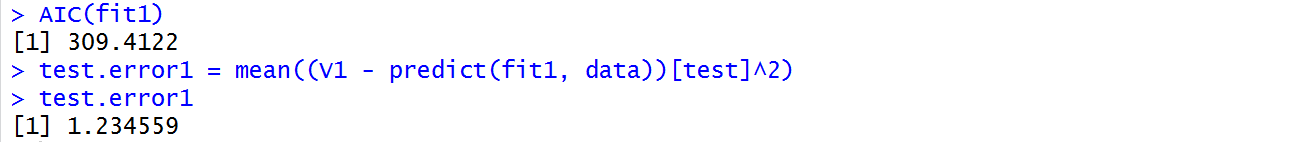 > AIC(fit1)
[1] 309.4122
> test.error1 = mean((V1 - predict(fit1, data))[test]^2)
> test.error1
[1] 1.234559